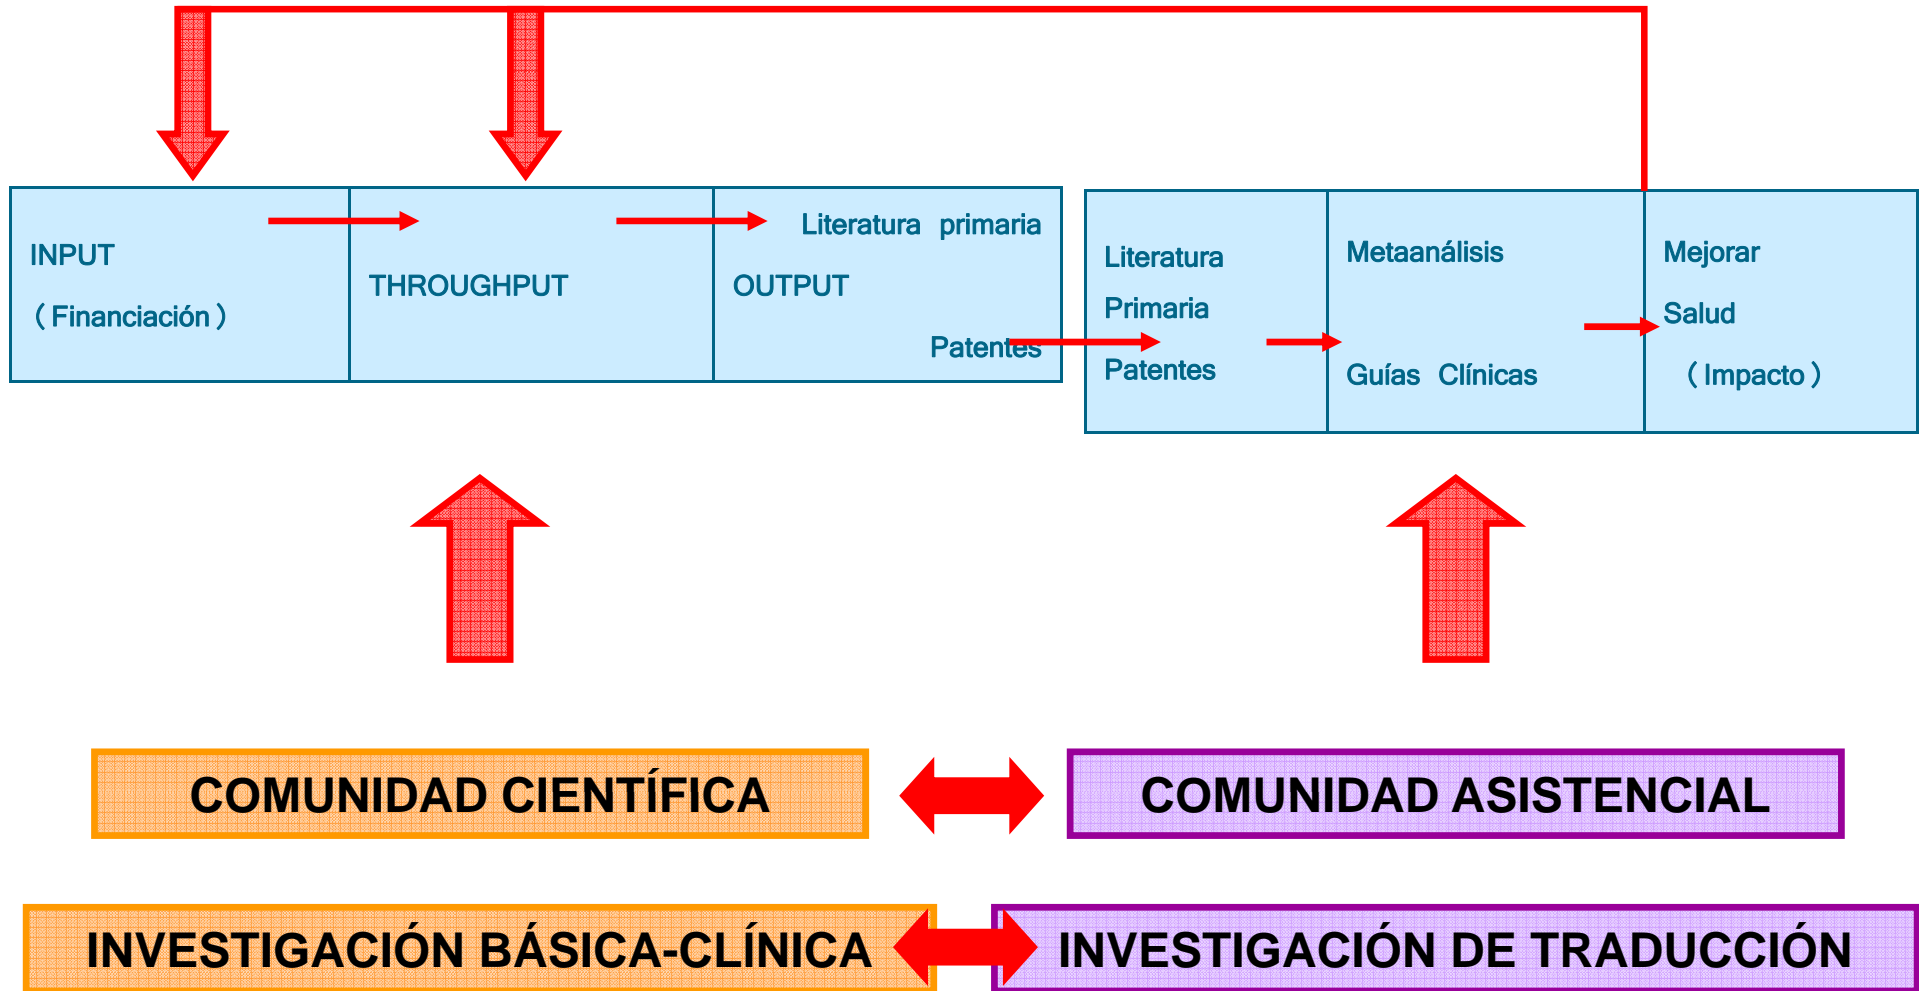 INPUT
(Financiación)
THROUGHPUT
Literatura primaria
OUTPUT
Patentes
Literatura
Primaria
Patentes
Metaanálisis
Guías Clínicas
Mejorar
Salud
(Impacto)
COMUNIDAD CIENTÍFICA
COMUNIDAD ASISTENCIAL
INVESTIGACIÓN BÁSICA-CLÍNICA
INVESTIGACIÓN DE TRADUCCIÓN